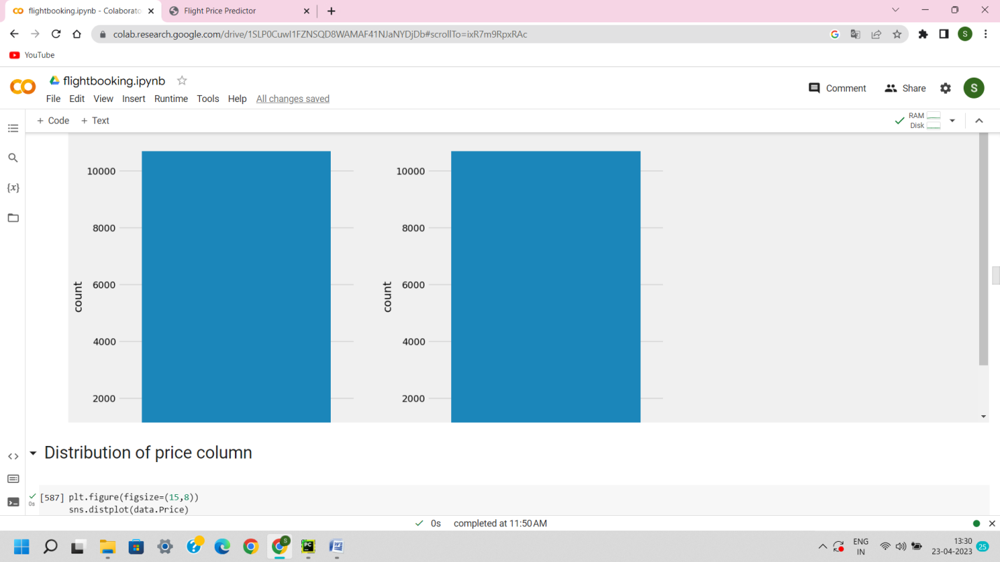 flightbooking.ipynb - Colaborato
Flight Price Predictor
colab.research.google.com/drive/1SLP0CuwI1FZNSQD8WAMAF41NJaNYDjDb#scrollTo=ixR7m9RpxRAc
S
YouTube
flightbooking.ipynb
File Edit View Insert Runtime Tools Help All changes saved
Comment Share S
+ Code + Text
RAM
Disk
{x}
10000
8000
6000
4000
2000
count
10000
8000
6000
4000
2000
count
Distribution of price column
[587] plt.figure(figsize=(15,8))
0s
sns.distplot(data.Price)
0s completed at 11:50 AM
ENG
IN
13:30
23-04-2023
25